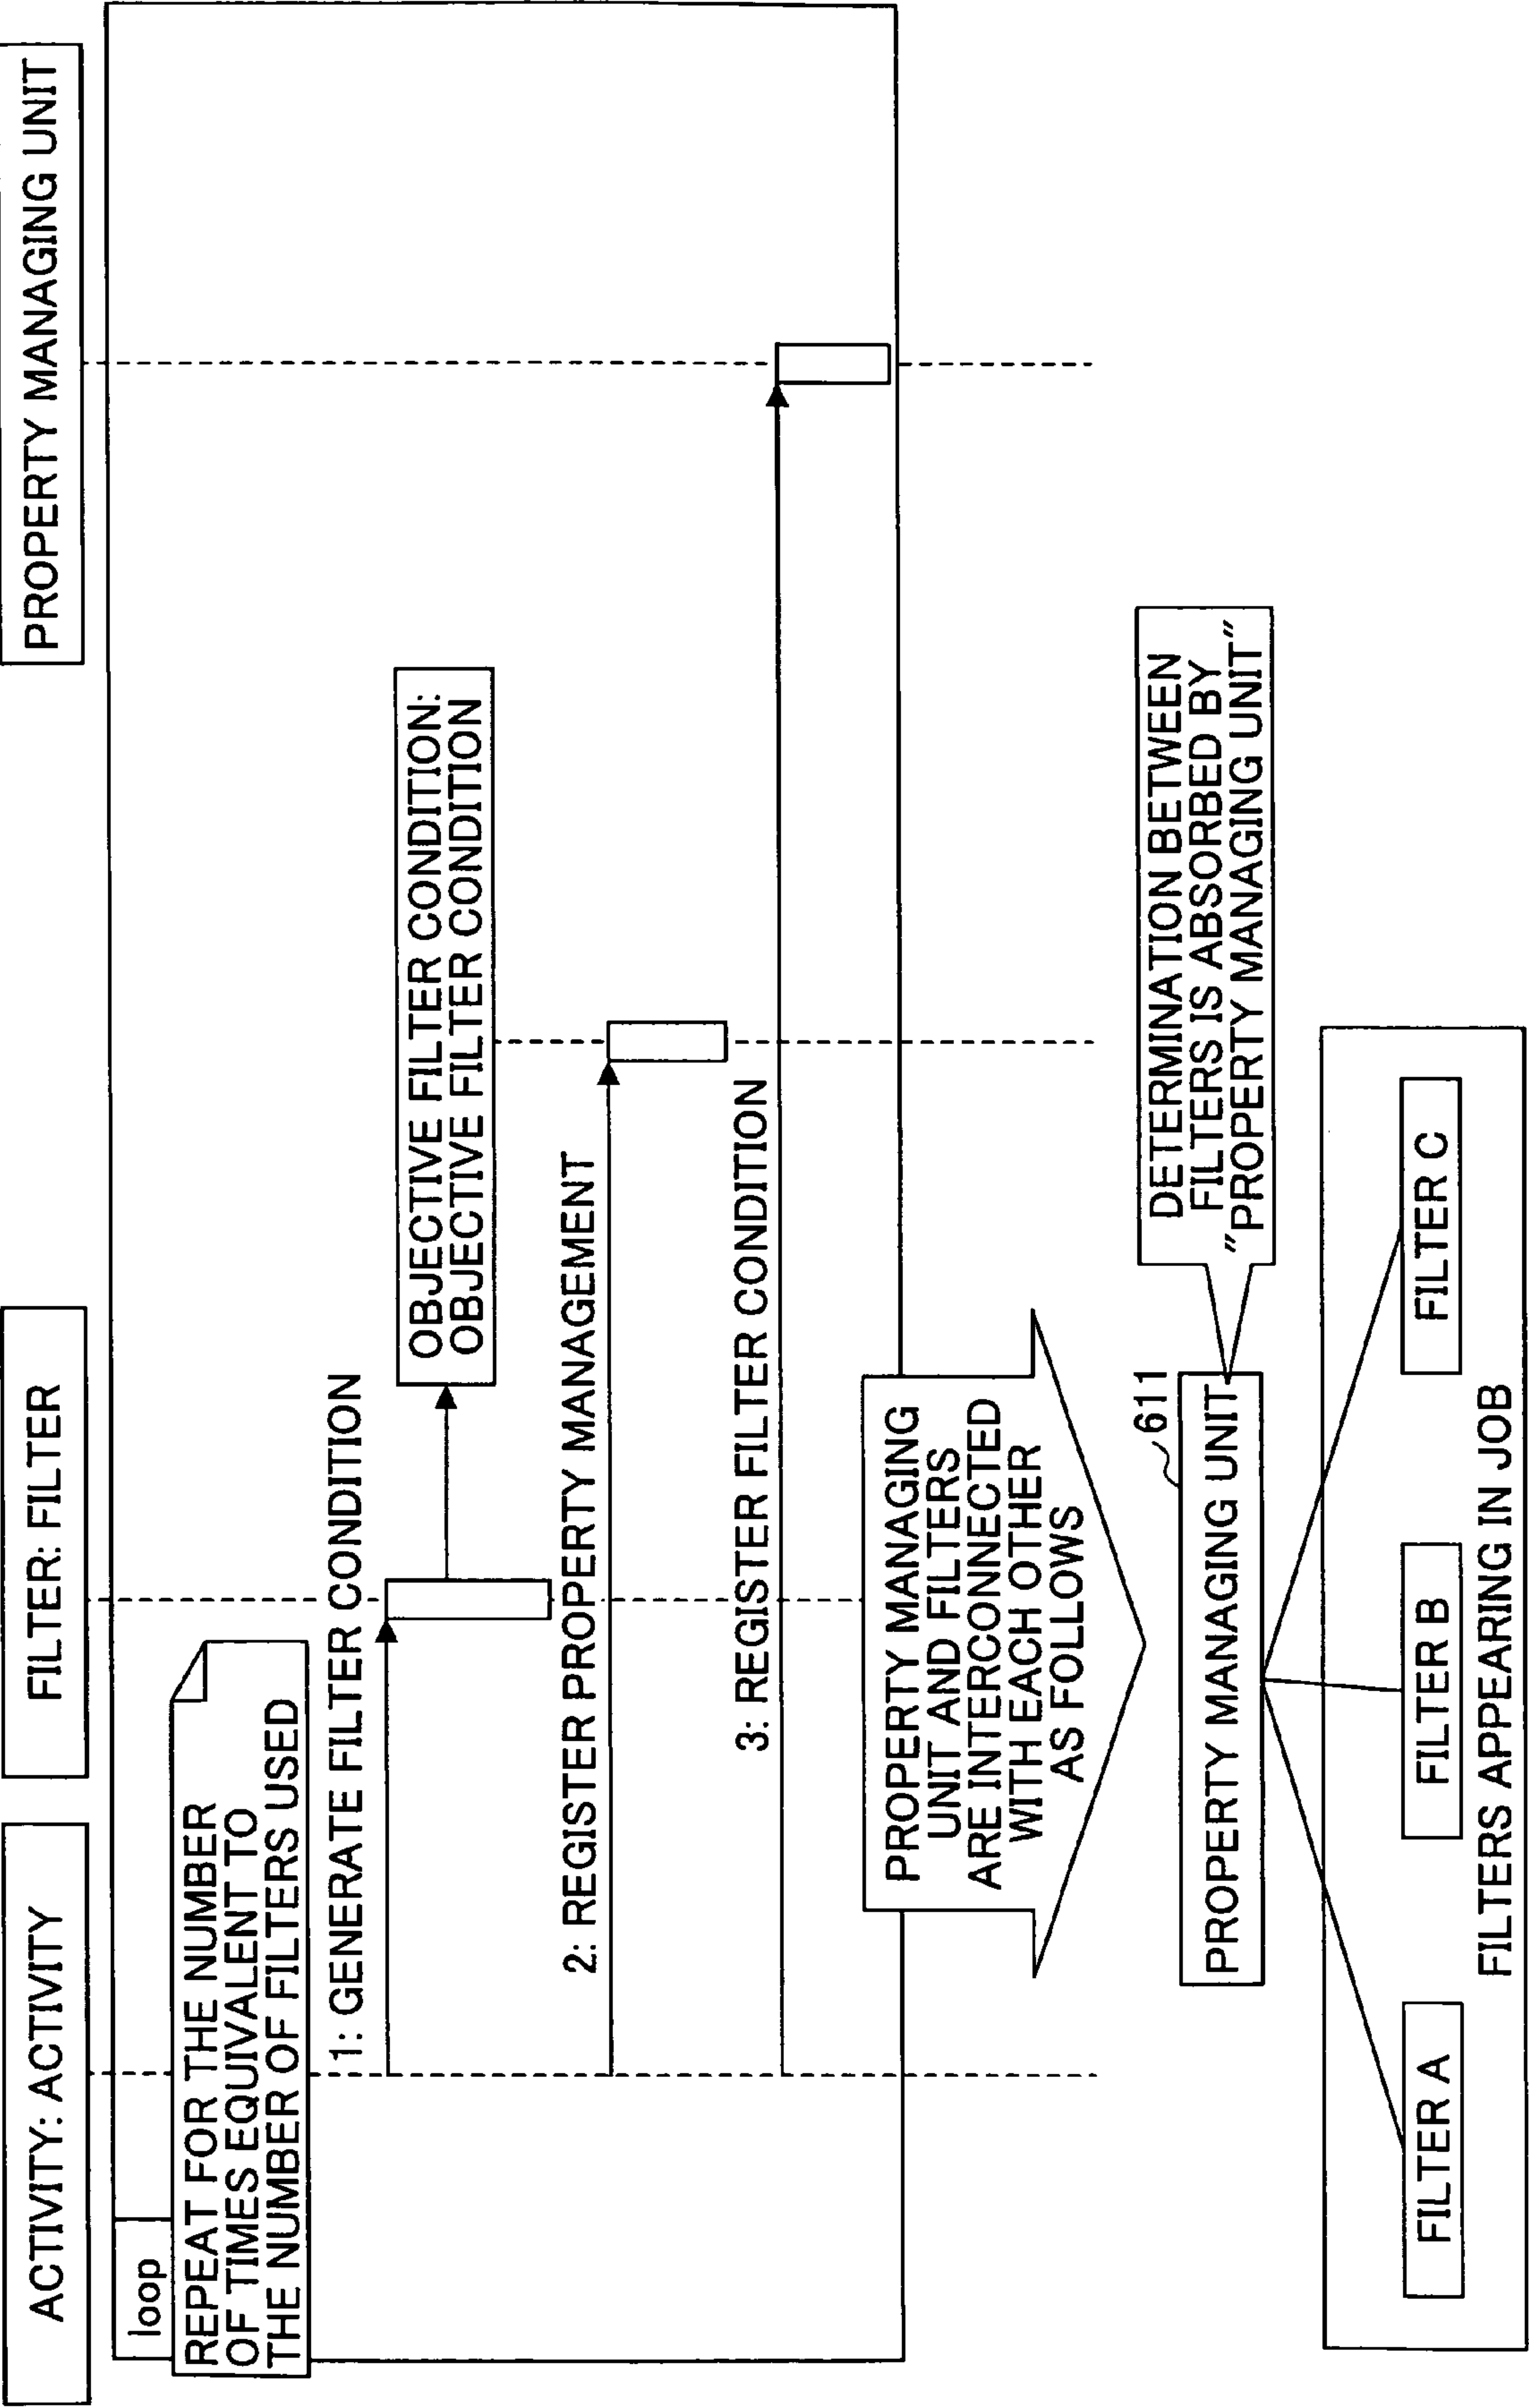 ACTIVITY: ACTIVITY
FILTER: FILTER
PROPERTY MANAGING UNIT
loop
REPEAT FOR THE NUMBER
OF TIMES EQUIVALENT TO
THE NUMBER OF FILTERS USED
1: GENERATE FILTER CONDITION
OBJECTIVE FILTER CONDITION:
OBJECTIVE FILTER CONDITION
2: REGISTER PROPERTY MANAGEMENT
3: REGISTER FILTER CONDITION
PROPERTY MANAGING
UNIT AND FILTERS
ARE INTERCONNECTED
WITH EACH OTHER
AS FOLLOWS
611
PROPERTY MANAGING UNIT
DETERMINATION BETWEEN
FILTERS IS ABSORBED BY
"PROPERTY MANAGING UNIT"
FILTER A
FILTER B
FILTER C
FILTERS APPEARING IN JOB